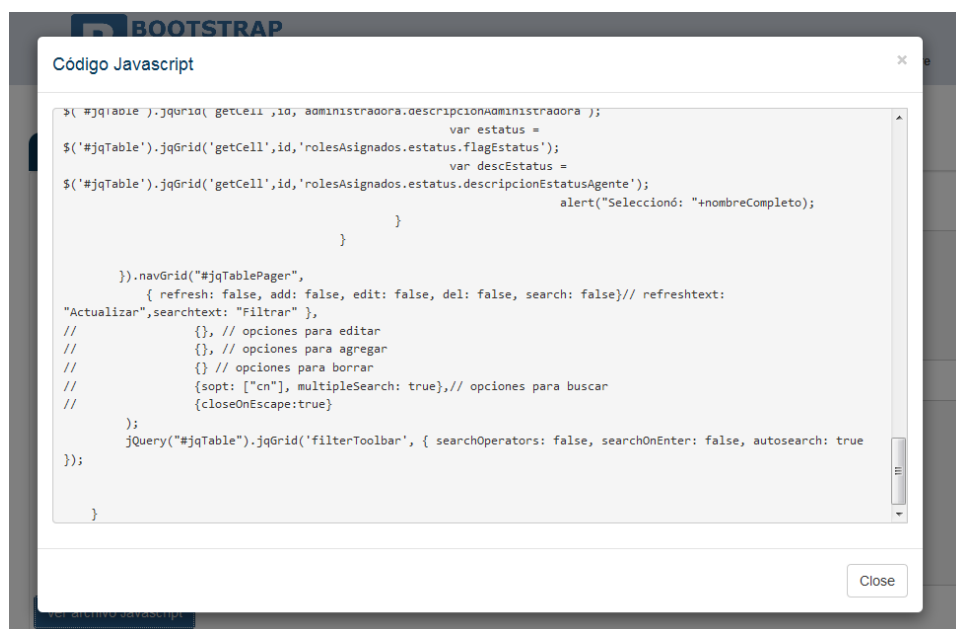 BOOTSTRAP
Código Javascript
×
re
$('#jqTable').jqGrid('getCell',id,'administradora.descripcionAdministradora');
var estatus =
$('#jqTable').jqGrid('getCell',id,'rolesAsignados.estatus.flagEstatus');
var descEstatus =
$('#jqTable').jqGrid('getCell',id,'rolesAsignados.estatus.descripcionEstatusAgente');
alert("Seleccionó: "+nombreCompleto);
}
}
}).navGrid("#jqTablePager",
{ refresh: false, add: false, edit: false, del: false, search: false}// refreshtext:
"Actualizar",searchtext: "Filtrar" },
// {}, // opciones para editar
// {}, // opciones para agregar
// {} // opciones para borrar
// {sopt: ["cn"], multipleSearch: true},// opciones para buscar
// {closeOnEscape:true}
);
jQuery("#jqTable").jqGrid('filterToolbar', { searchOperators: false, searchOnEnter: false, autosearch: true
});
}
Close
Ver archivo Javascript